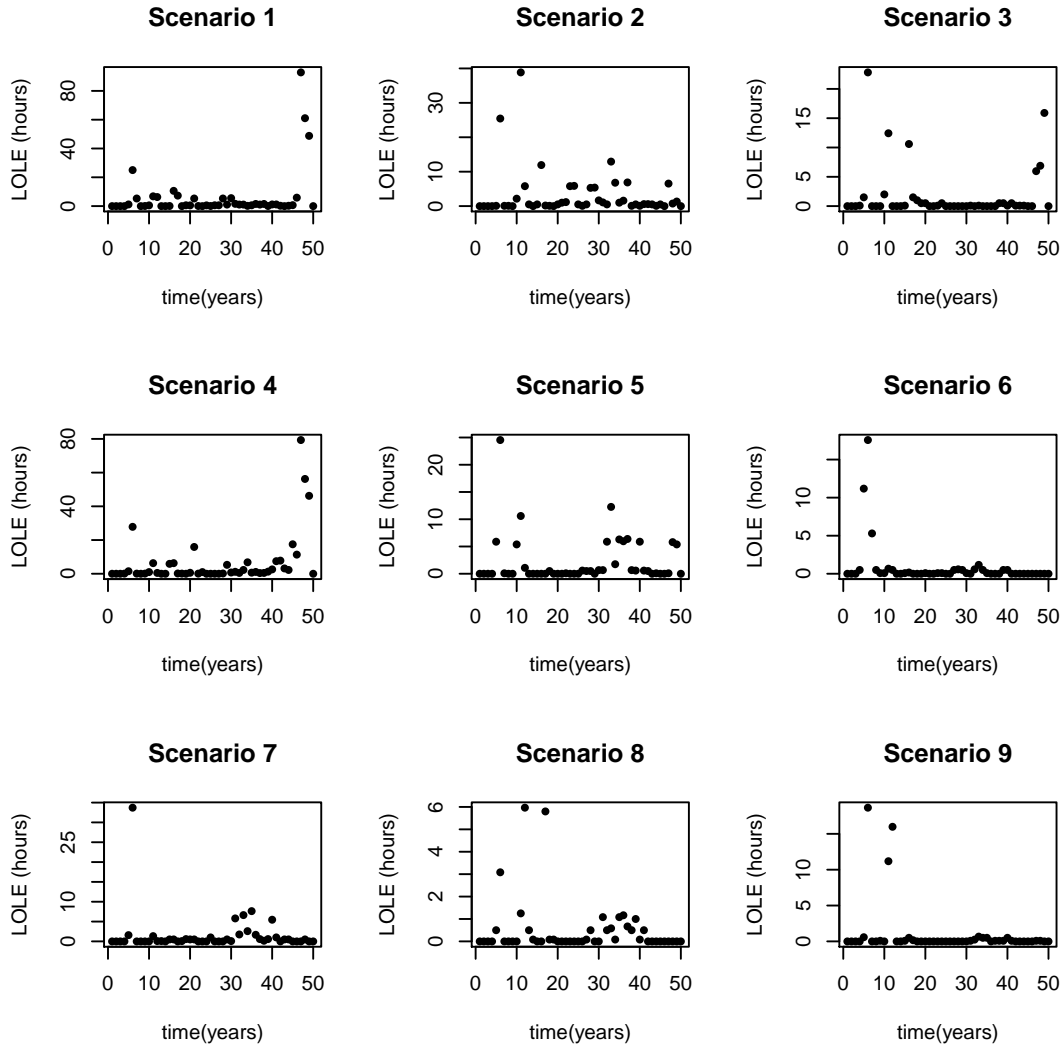 Scenario 1
LOLE (hours)
0 40 80
0 10 20 30 40 50
time(years)
Scenario 2
LOLE (hours)
0 10 30
0 10 20 30 40 50
time(years)
Scenario 3
LOLE (hours)
0 5 15
0 10 20 30 40 50
time(years)
Scenario 4
LOLE (hours)
0 40 80
0 10 20 30 40 50
time(years)
Scenario 5
LOLE (hours)
0 10 20
0 10 20 30 40 50
time(years)
Scenario 6
LOLE (hours)
0 5 10
0 10 20 30 40 50
time(years)
Scenario 7
LOLE (hours)
0 10 25
0 10 20 30 40 50
time(years)
Scenario 8
LOLE (hours)
0 2 4 6
0 10 20 30 40 50
time(years)
Scenario 9
LOLE (hours)
0 5 10
0 10 20 30 40 50
time(years)